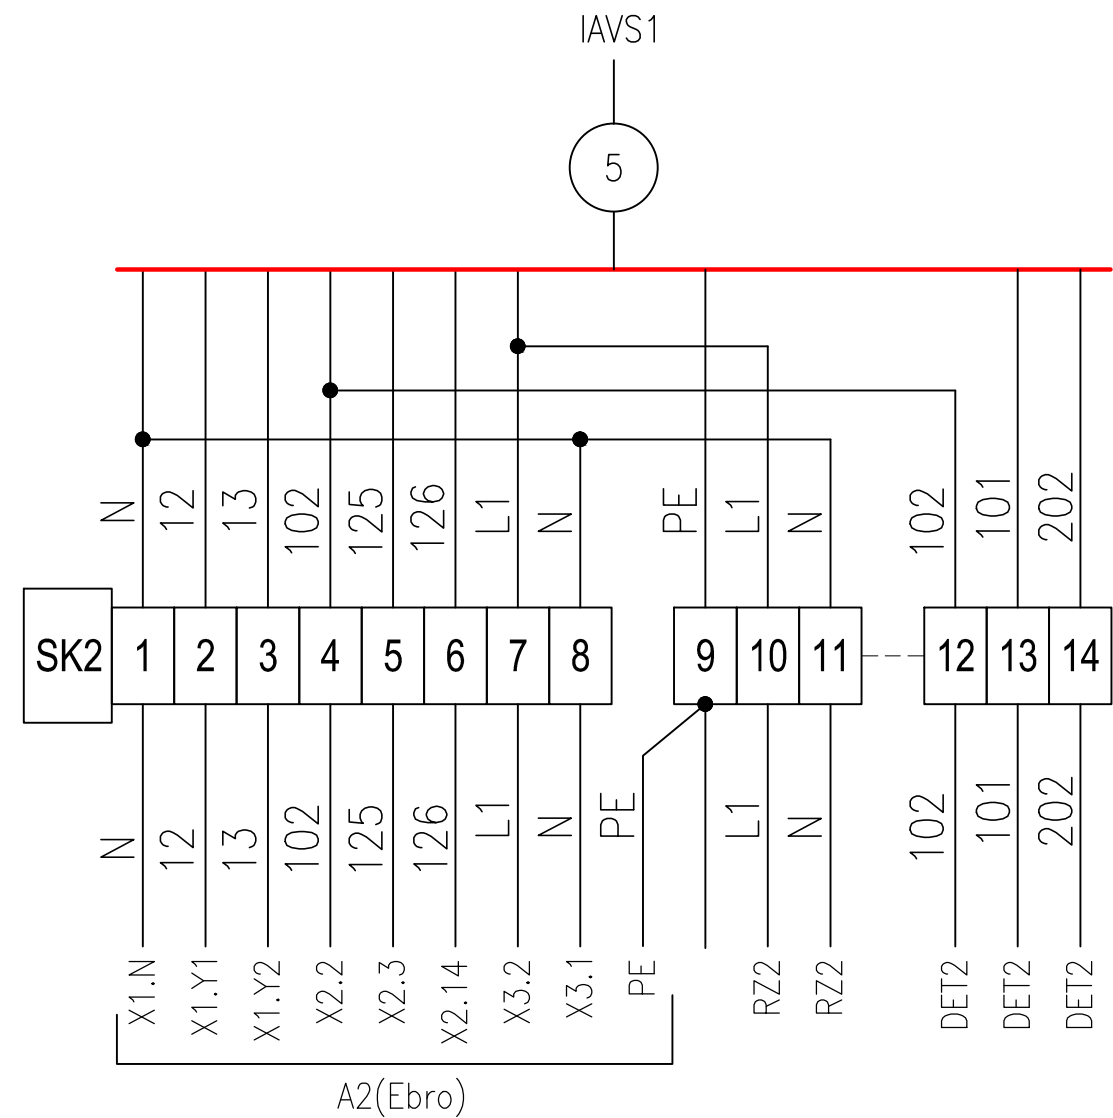 IAVS1
5
N 12 13 102 125 126 L1 N PE L1 N 102 101 202
SK2 1 2 3 4 5 6 7 8 9 10 11 12 13 14
N 12 13 102 125 126 L1 N PE L1 N 102 101 202
X1.N X1.Y1 X1.Y2 X2.2 X2.3 X2.14 X3.2 X3.1 PE RZ2 RZ2 DET2 DET2 DET2
A2(Ebro)